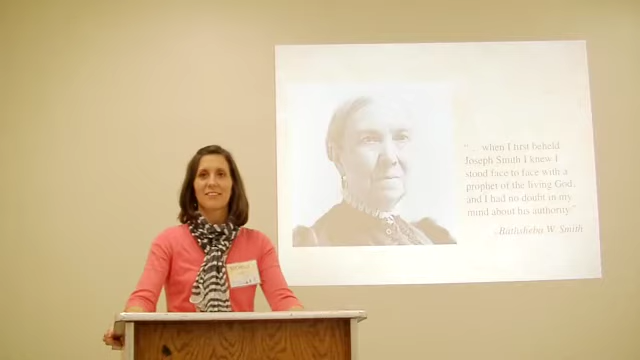 “ ... when I first beheld
Joseph Smith I knew I
stood face to face with a
prophet of the living God,
and I had no doubt in my
mind about his authority.”
-Bathsheba W. Smith